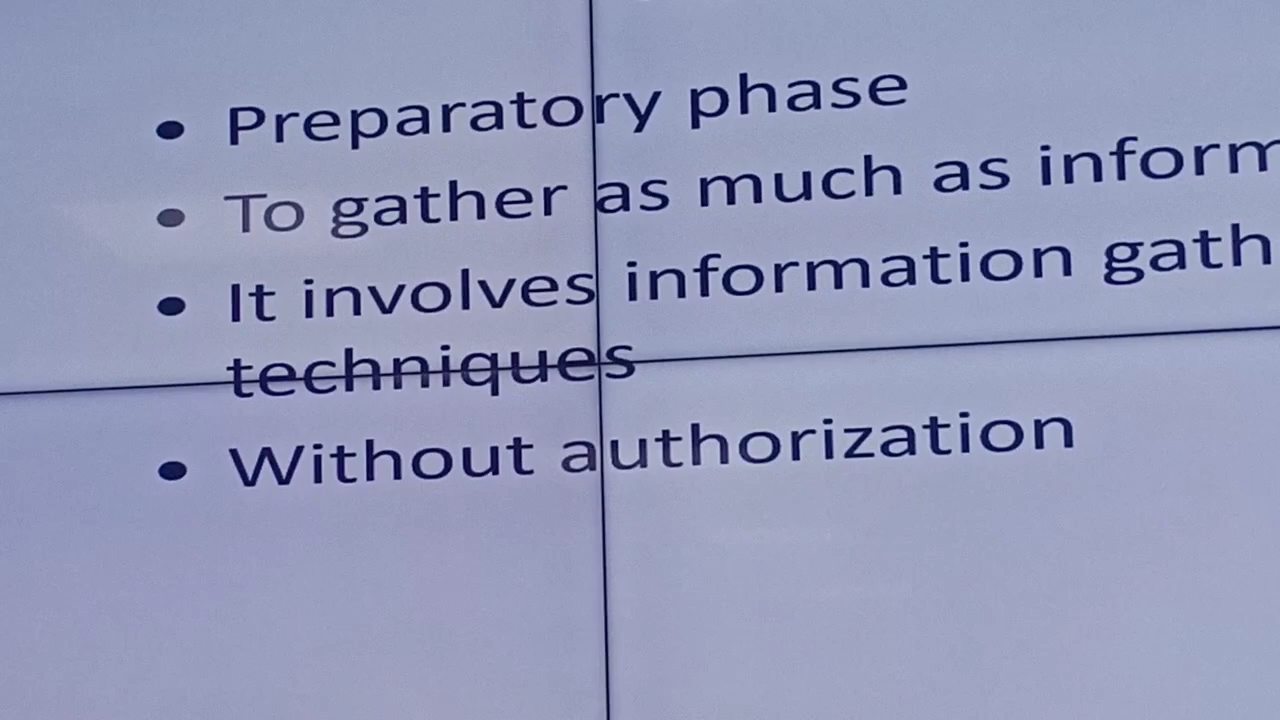 • Preparatory phase
• To gather as much as inform
• It involves information gath
techniques
• Without authorization